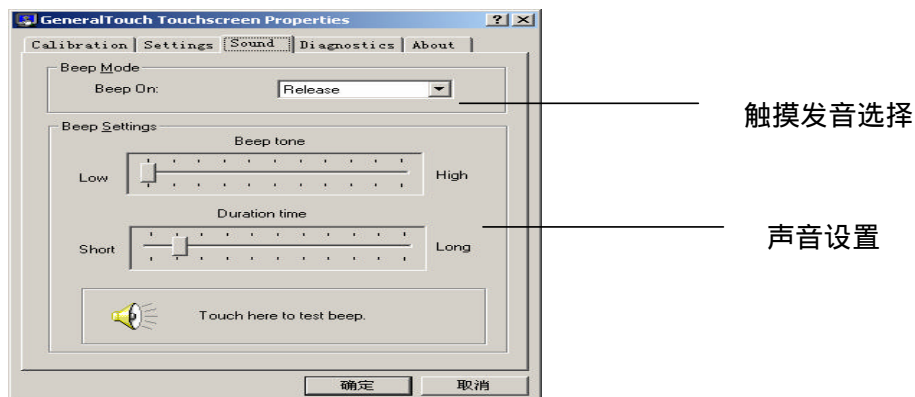 GeneralTouch Touchscreen Properties
Calibration Settings Sound Diagnostics About
Beep Mode
Beep On: Release
触摸发音选择
Beep Settings
Beep tone
Low High
Duration time
Short Long
声音设置
Touch here to test beep.
确定 取消